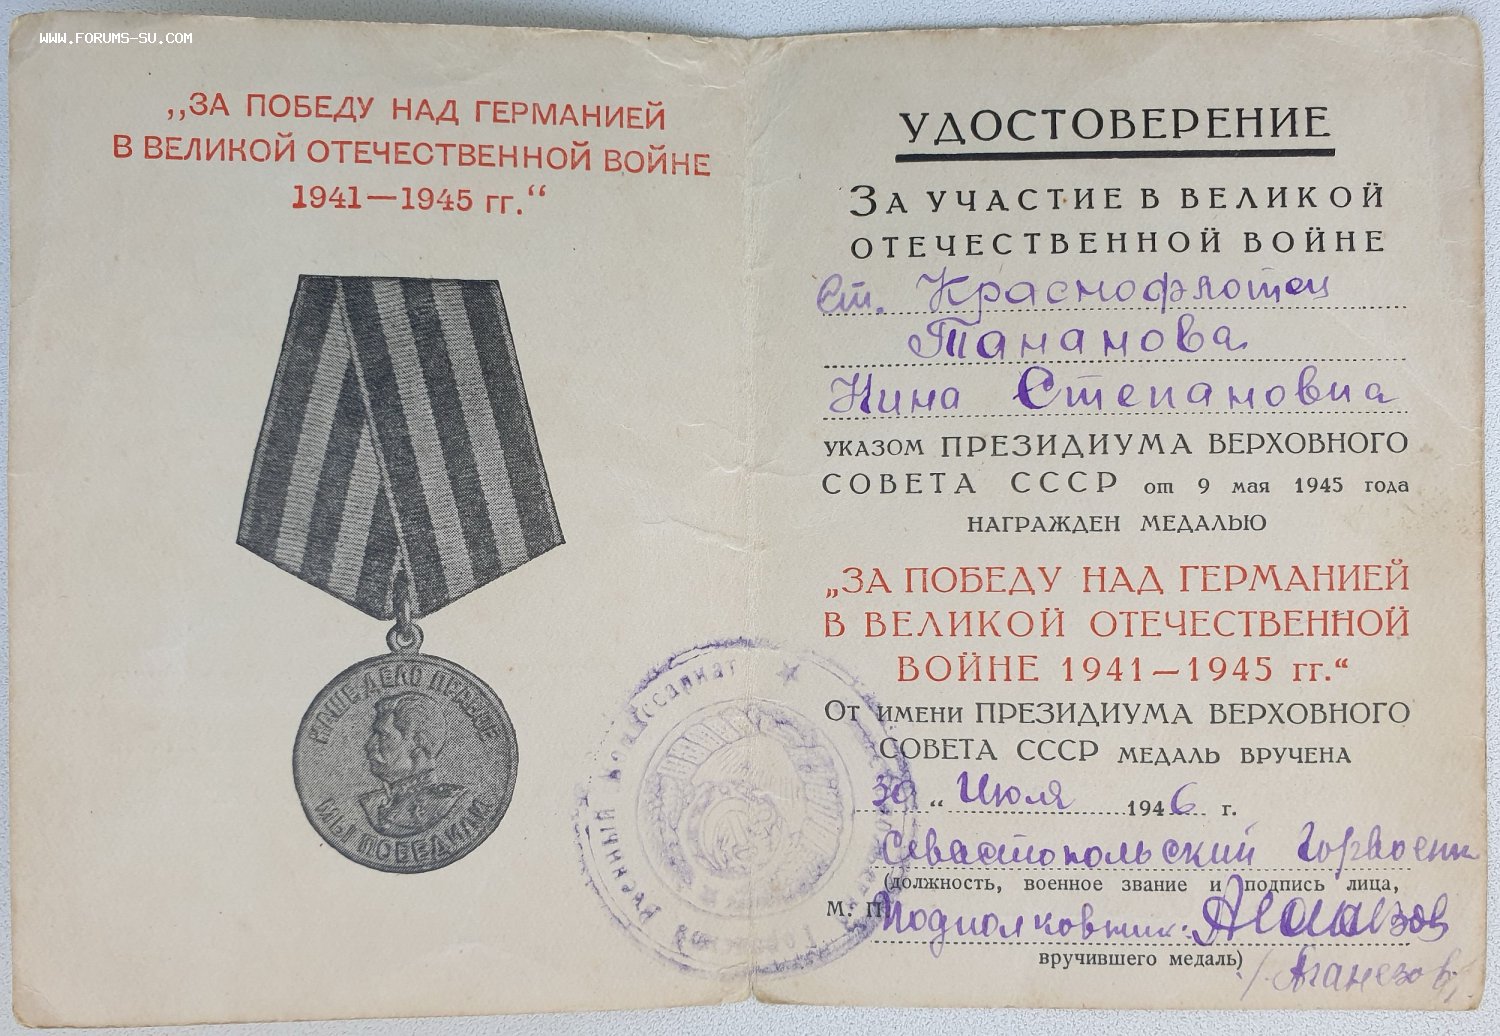 WWW.FORUMS-SU.COM
„ЗА ПОБЕДУ НАД ГЕРМАНИЕЙ
В ВЕЛИКОЙ ОТЕЧЕСТВЕННОЙ ВОЙНЕ
1941—1945 гг.“
НАШЕ ДЕЛО ПРАВОЕ
МЫ ПОБЕДИЛИ
УДОСТОВЕРЕНИЕ
ЗА УЧАСТИЕ В ВЕЛИКОЙ
ОТЕЧЕСТВЕННОЙ ВОЙНЕ
Ст. Краснофлотец
Тананова
Нина Степановна
УКАЗОМ ПРЕЗИДИУМА ВЕРХОВНОГО
СОВЕТА СССР от 9 мая 1945 года
НАГРАЖДЕН МЕДАЛЬЮ
„ЗА ПОБЕДУ НАД ГЕРМАНИЕЙ
В ВЕЛИКОЙ ОТЕЧЕСТВЕННОЙ
ВОЙНЕ 1941—1945 гг.“
ОТ ИМЕНИ ПРЕЗИДИУМА ВЕРХОВНОГО
СОВЕТА СССР МЕДАЛЬ ВРУЧЕНА
30 “ Июля 1946 г.
Севастопольский Горвоенк
(должность, военное звание и подпись лица,
М. П. Подполковник
вручившего медаль)
Военный Комиссариат